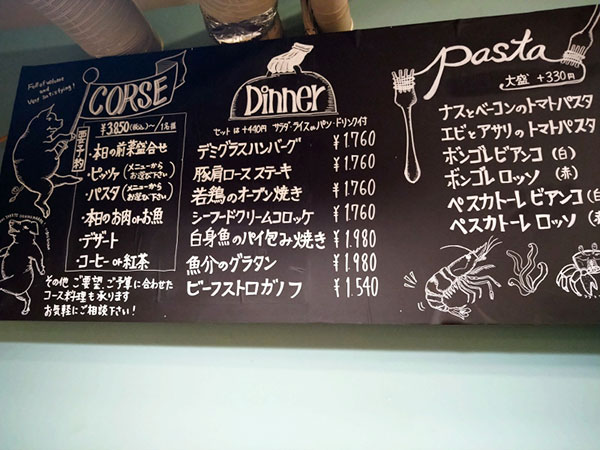 Full of volume
and
Very satisfying!
CORSE
要予約
¥3850(税込)〜/1名様
・本日の前菜盛合せ
・ピッツァ(メニューからお選び下さい)
・パスタ(メニューからお選び下さい)
・本日のお肉orお魚
・デザート
・コーヒーor紅茶
その他ご要望、ご予算に合わせた
コース料理も承ります
お気軽にご相談下さい!
Dinner
セットは+440円 サラダ・ライスorパン・ドリンク付
デミグラスハンバーグ ¥1760
豚肩ロースステーキ ¥1760
若鶏のオーブン焼き ¥1760
シーフードクリームコロッケ ¥1760
白身魚のパイ包み焼き ¥1.980
魚介のグラタン ¥1.980
ビーフストロガノフ ¥1.540
Pasta
大盛 +330円
ナスとベーコンのトマトパスタ
エビとアサリのトマトパスタ
ボンゴレビアンコ(白)
ボンゴレロッソ(赤)
ペスカトーレビアンコ(白
ペスカトーレロッソ(赤